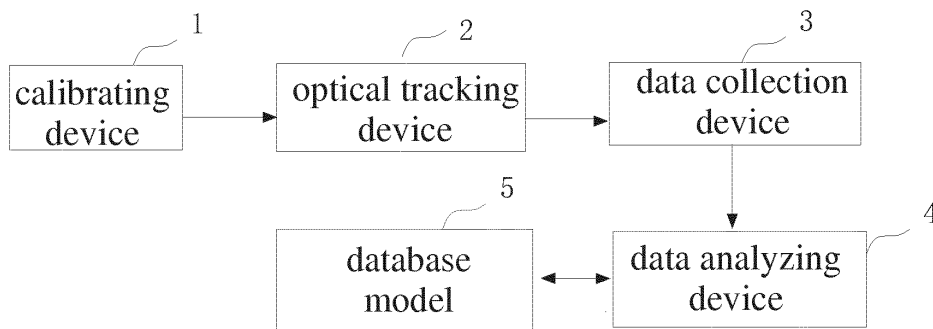 1
calibrating
device
2
optical tracking
device
3
data collection
device
5
database
model
4
data analyzing
device